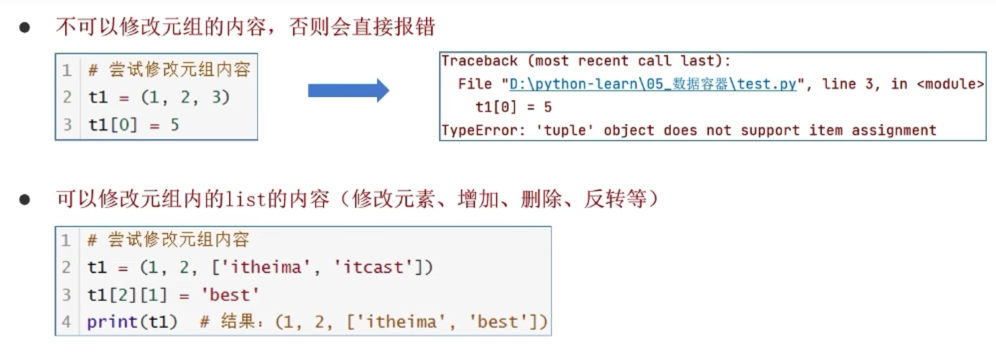 ● 不可以修改元组的内容，否则会直接报错
1 # 尝试修改元组内容
2 t1 = (1, 2, 3)
3 t1[0] = 5
Traceback (most recent call last):
  File "D:\python-learn\05_数据容器\test.py", line 3, in <module>
    t1[0] = 5
TypeError: 'tuple' object does not support item assignment
● 可以修改元组内的list的内容（修改元素、增加、删除、反转等）
1 # 尝试修改元组内容
2 t1 = (1, 2, ['itheima', 'itcast'])
3 t1[2][1] = 'best'
4 print(t1)  # 结果：(1, 2, ['itheima', 'best'])